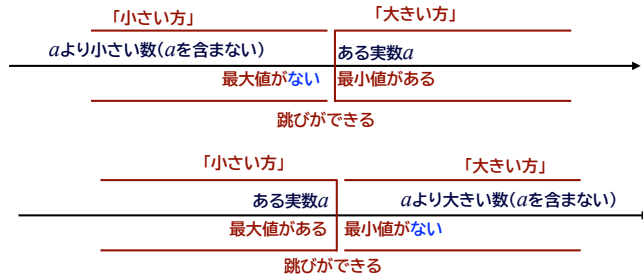 「小さい方」 「大きい方」
aより小さい数(aを含まない) ある実数a
最大値がない 最小値がある
跳びができる
「小さい方」 「大きい方」
ある実数a aより大きい数(aを含まない)
最大値がある 最小値がない
跳びができる